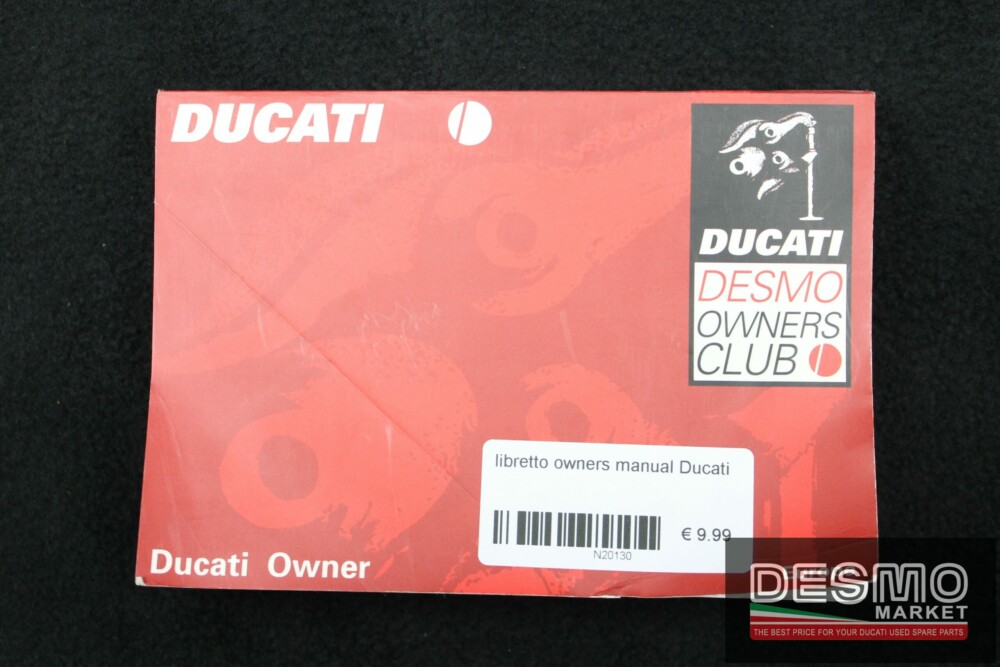 DUCATI
DUCATI
DESMO
OWNERS
CLUB
libretto owners manual Ducati
€ 9.99
N20130
Ducati Owner
DESMO
MARKET
THE BEST PRICE FOR YOUR DUCATI USED SPARE PARTS